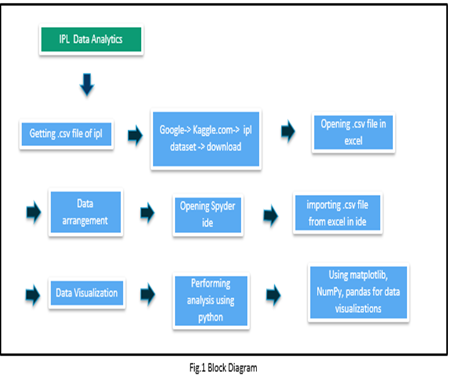 IPL Data Analytics
Getting .csv file of ipl
Google-> Kaggle.com-> ipl
dataset -> download
Opening .csv file in
excel
Data
arrangement
Opening Spyder
ide
importing .csv file
from excel in ide
Data Visualization
Performing
analysis using
python
Using matplotlib,
NumPy, pandas for data
visualizations
Fig.1 Block Diagram